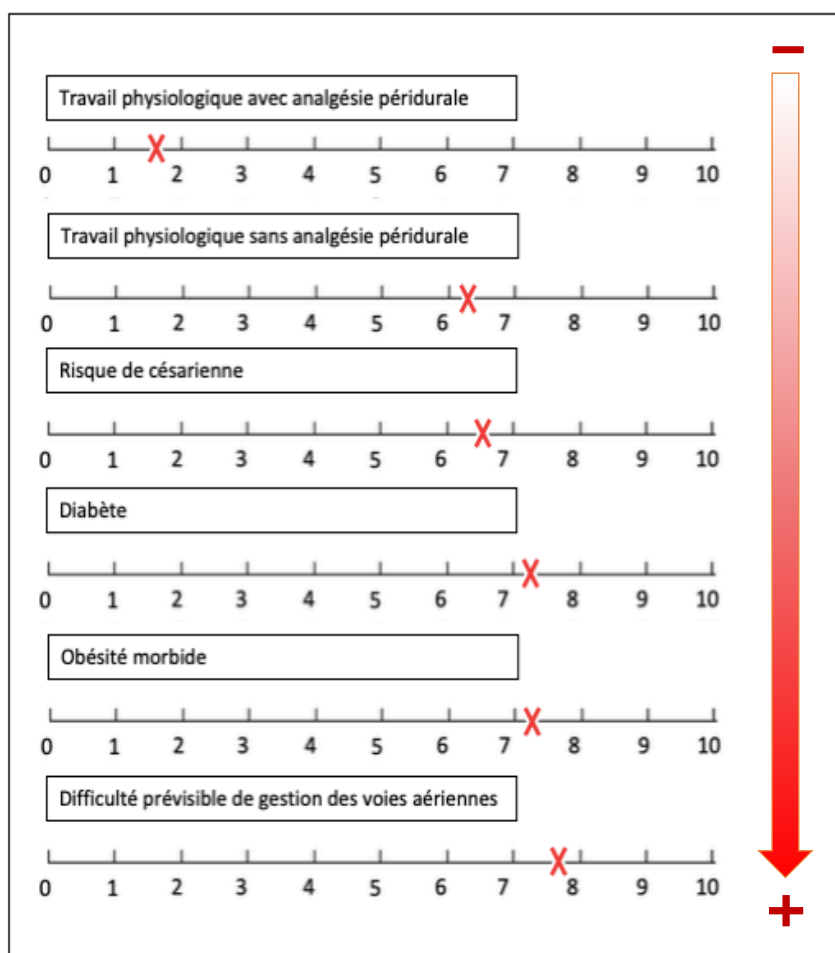 −
Travail physiologique avec analgésie péridurale
0 1 2 3 4 5 6 7 8 9 10
Travail physiologique sans analgésie péridurale
0 1 2 3 4 5 6 7 8 9 10
Risque de césarienne
0 1 2 3 4 5 6 7 8 9 10
Diabète
0 1 2 3 4 5 6 7 8 9 10
Obésité morbide
0 1 2 3 4 5 6 7 8 9 10
Difficulté prévisible de gestion des voies aériennes
0 1 2 3 4 5 6 7 8 9 10
+